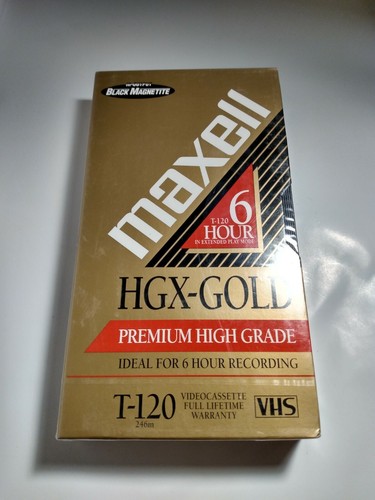 WITH
BLACK MAGNETITE
maxell
T-120 6
HOUR
IN EXTENDED PLAY MODE
HGX-GOLD
PREMIUM HIGH GRADE
IDEAL FOR 6 HOUR RECORDING
T-120
246m
VIDEOCASSETTE
FULL LIFETIME
WARRANTY
VHS